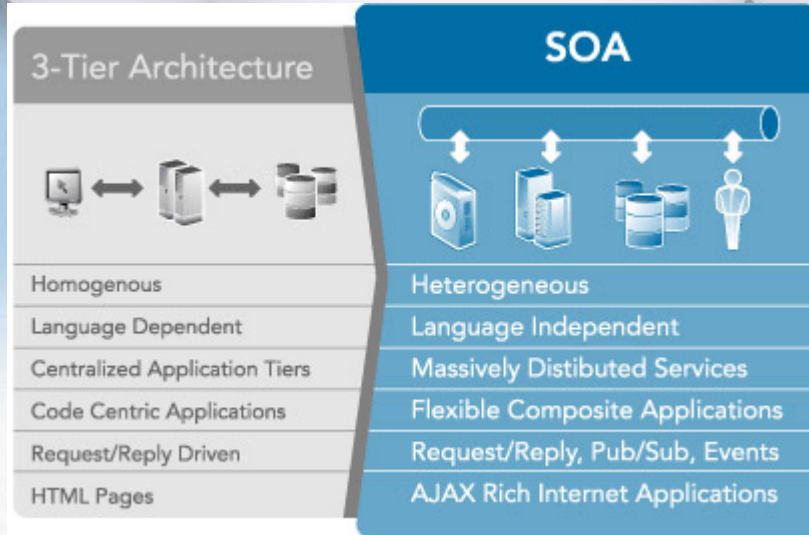 3-Tier Architecture
SOA
Homogenous
Heterogeneous
Language Dependent
Language Independent
Centralized Application Tiers
Massively Distibuted Services
Code Centric Applications
Flexible Composite Applications
Request/Reply Driven
Request/Reply, Pub/Sub, Events
HTML Pages
AJAX Rich Internet Applications